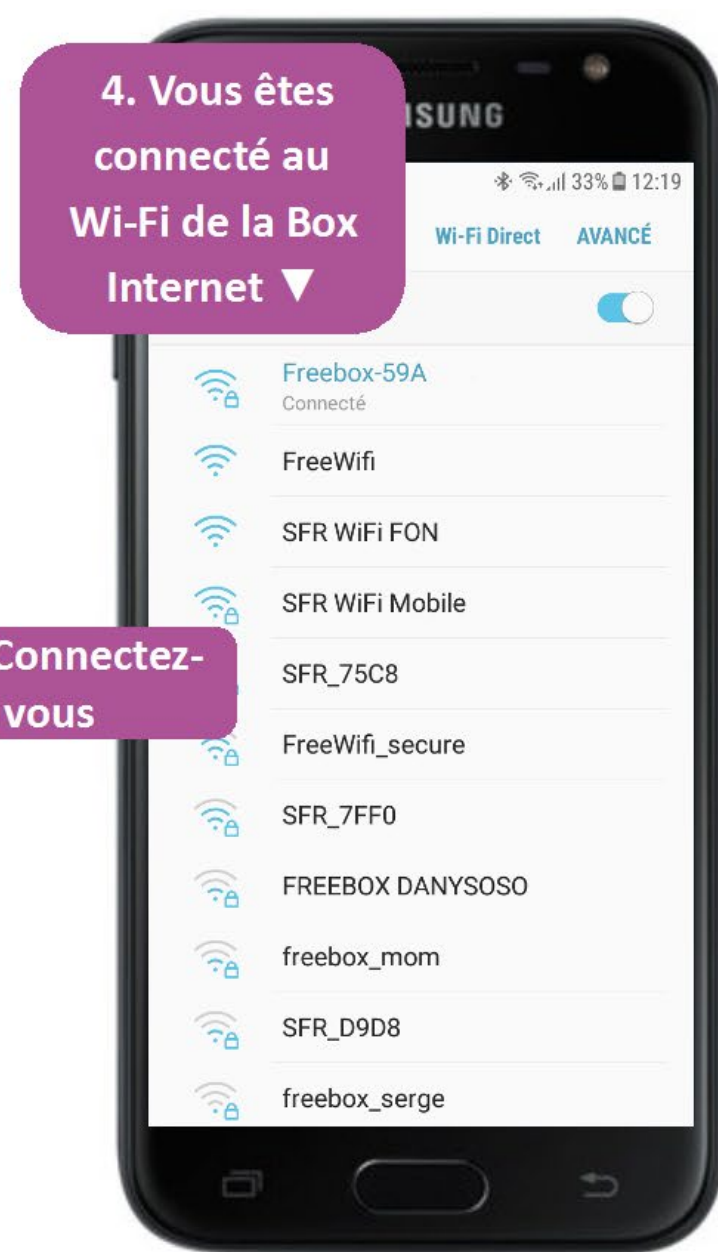 4. Vous êtes
connecté au
Wi-Fi de la Box
Internet ▼
SUNG
33% 12:19
Wi-Fi Direct AVANCÉ
Freebox-59A
Connecté
FreeWifi
SFR WiFi FON
SFR WiFi Mobile
Connectez-
vous
SFR_75C8
FreeWifi_secure
SFR_7FF0
FREEBOX DANYSOSO
freebox_mom
SFR_D9D8
freebox_serge